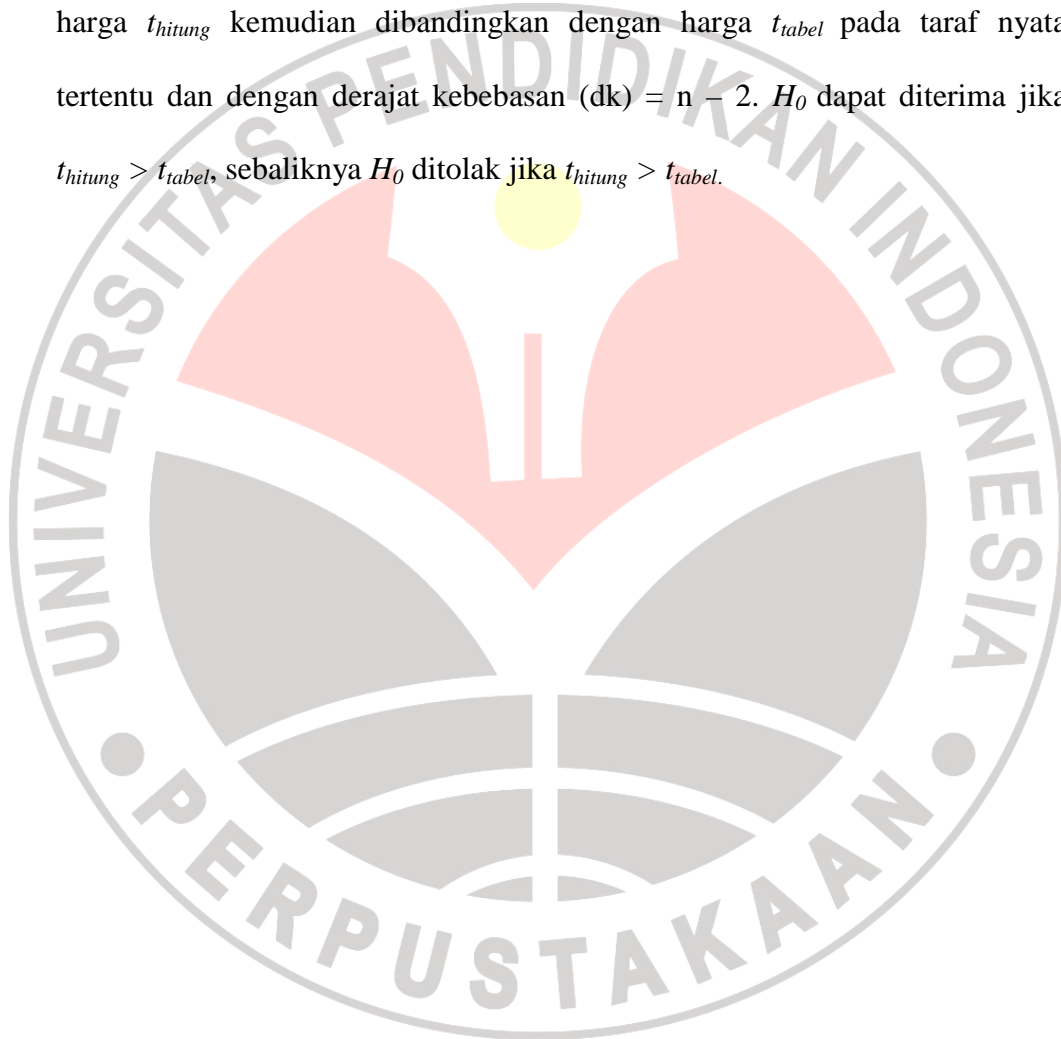 harga t_hitung kemudian dibandingkan dengan harga t_tabel pada taraf nyata
tertentu dan dengan derajat kebebasan (dk) = n – 2. H_0 dapat diterima jika
t_hitung > t_tabel, sebaliknya H_0 ditolak jika t_hitung > t_tabel.
UNIVERSITAS PENDIDIKAN INDONESIA
PERPUSTAKAAN